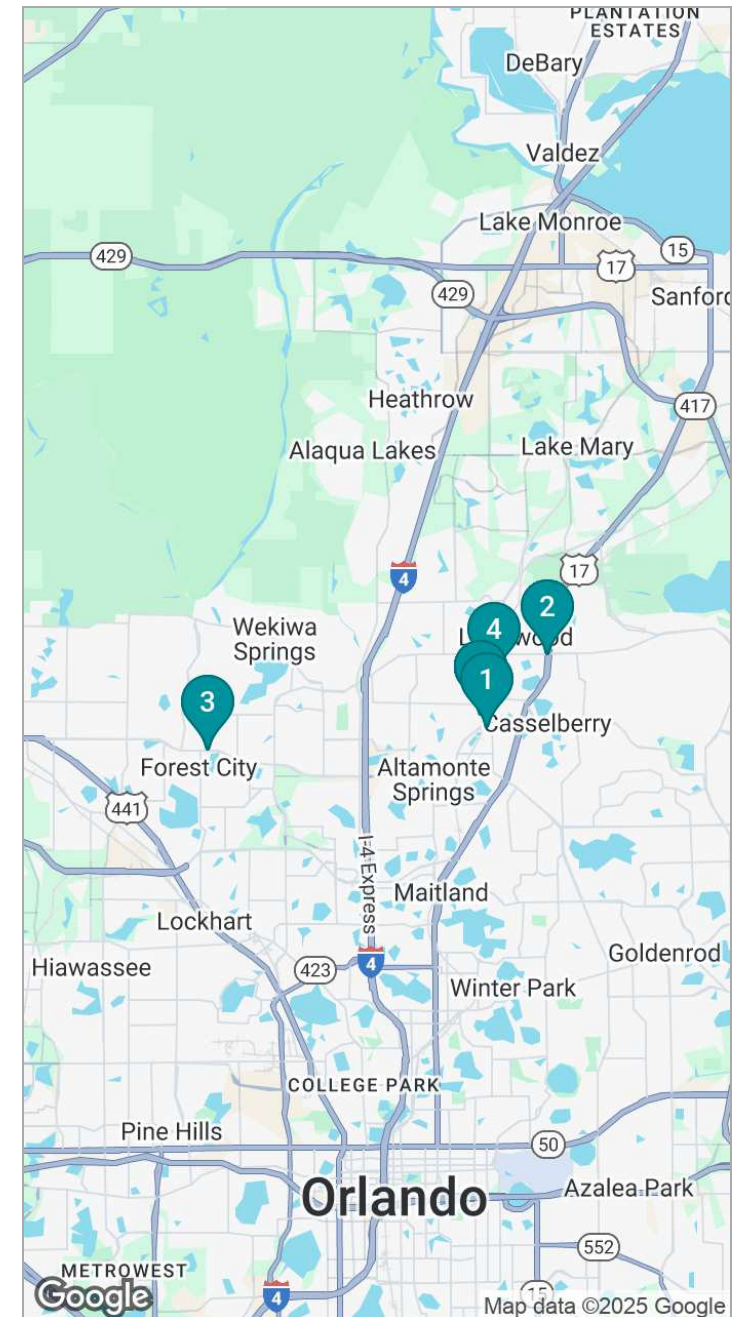 PLANTATION
ESTATES
DeBary
Valdez
Lake Monroe
15
429
17
429
Sanford
417
Heathrow
Alaqua Lakes
Lake Mary
17
4
Wekiwa
Springs
2
4
3
1
Casselberry
Forest City
Altamonte
Springs
441
I-4 Express
Maitland
Lockhart
Hiawassee
423
4
Goldenrod
Winter Park
COLLEGE PARK
Pine Hills
50
Orlando
Azalea Park
552
METROWEST
4
15
Google
Map data ©2025 Google